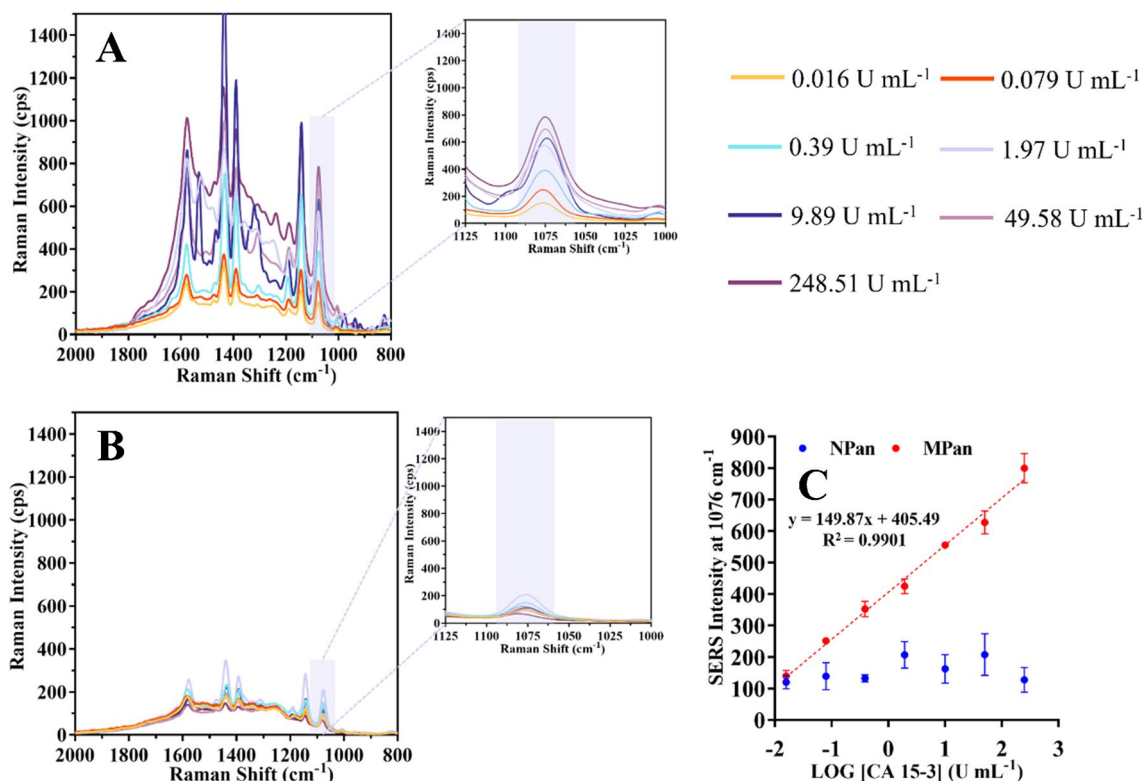 A
1400
1200
1000
800
600
400
200
0
Raman Intensity (cps)
2000 1800 1600 1400 1200 1000 800
Raman Shift (cm⁻¹)
1400
1200
1000
800
600
400
200
0
Raman Intensity (cps)
1125 1100 1075 1050 1025 1000
Raman Shift (cm⁻¹)
0.016 U mL⁻¹ 0.079 U mL⁻¹
0.39 U mL⁻¹ 1.97 U mL⁻¹
9.89 U mL⁻¹ 49.58 U mL⁻¹
248.51 U mL⁻¹
B
1400
1200
1000
800
600
400
200
0
Raman Intensity (cps)
2000 1800 1600 1400 1200 1000 800
Raman Shift (cm⁻¹)
1400
1200
1000
800
600
400
200
0
Raman Intensity (cps)
1125 1100 1075 1050 1025 1000
Raman Shift (cm⁻¹)
900
800
700
600
500
400
300
200
100
0
SERS Intensity at 1076 cm⁻¹
NPan MPan
C
y = 149.87x + 405.49
R² = 0.9901
-2 -1 0 1 2 3
LOG [CA 15-3] (U mL⁻¹)